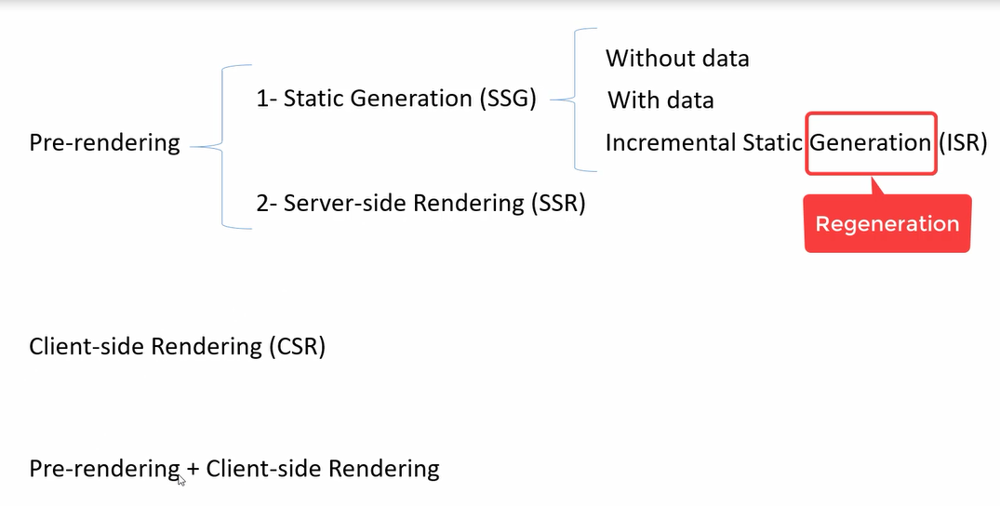 Without data
1- Static Generation (SSG)
With data
Pre-rendering
Incremental Static Generation (ISR)
2- Server-side Rendering (SSR)
Regeneration
Client-side Rendering (CSR)
Pre-rendering + Client-side Rendering